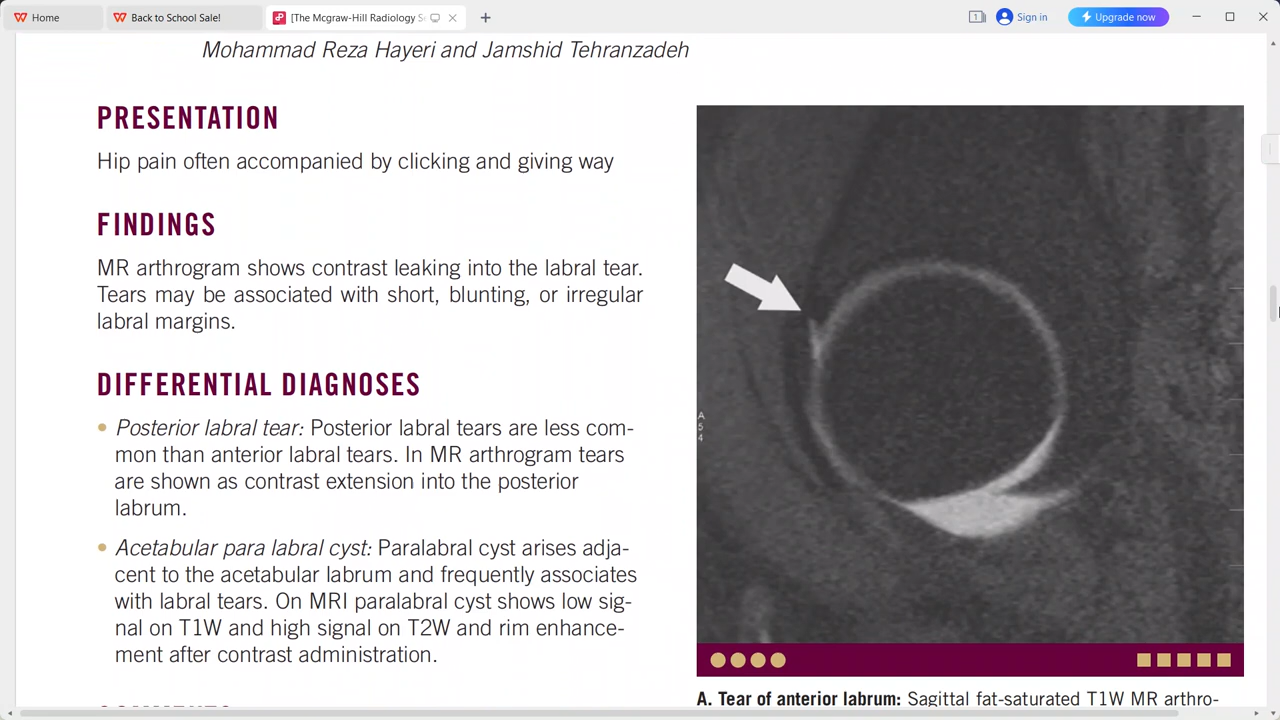 Home
Back to School Sale!
[The Mcgraw-Hill Radiology S
1
Sign in
Upgrade now
Mohammad Reza Hayeri and Jamshid Tehranzadeh
PRESENTATION
Hip pain often accompanied by clicking and giving way
FINDINGS
MR arthrogram shows contrast leaking into the labral tear.
Tears may be associated with short, blunting, or irregular
labral margins.
DIFFERENTIAL DIAGNOSES
• Posterior labral tear: Posterior labral tears are less com-
mon than anterior labral tears. In MR arthrogram tears
are shown as contrast extension into the posterior
labrum.
• Acetabular para labral cyst: Paralabral cyst arises adja-
cent to the acetabular labrum and frequently associates
with labral tears. On MRI paralabral cyst shows low sig-
nal on T1W and high signal on T2W and rim enhance-
ment after contrast administration.
A
5
4
A. Tear of anterior labrum: Sagittal fat-saturated T1W MR arthro-